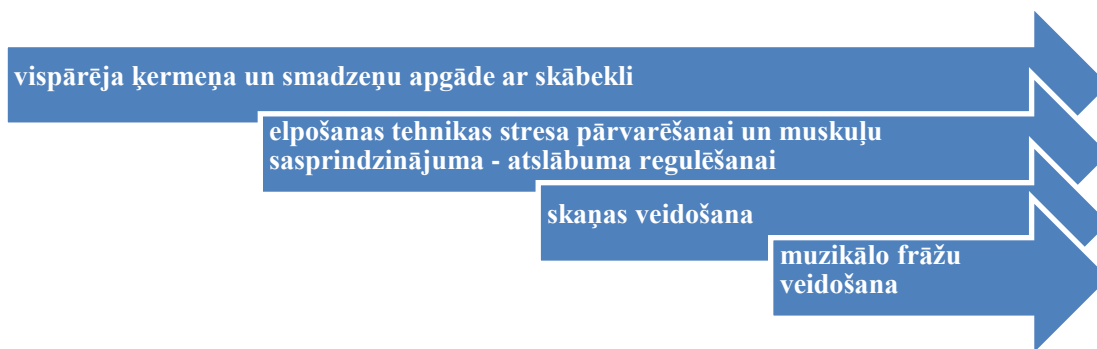 vispārēja ķermeņa un smadzeņu apgāde ar skābekli
elpošanas tehnikas stresa pārvarēšanai un muskuļu
sasprindzinājuma - atslābuma regulēšanai
skaņas veidošana
muzikālo frāžu
veidošana